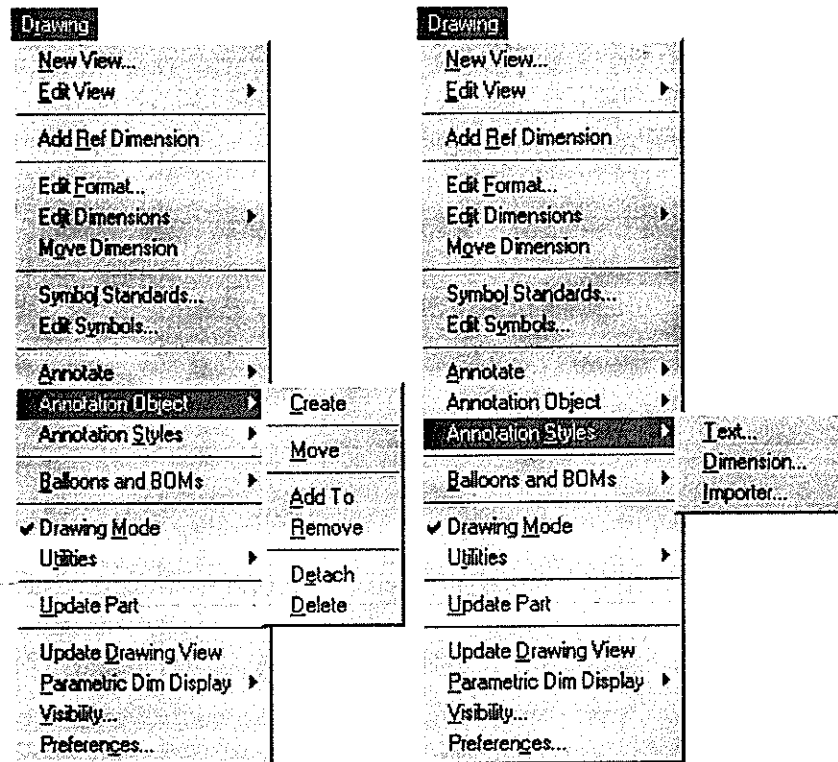 Drawing
New View...
Edit View
Add Ref Dimension
Edit Format...
Edit Dimensions
Move Dimension
Symbol Standards...
Edit Symbols...
Annotate
Annotation Object
Annotation Styles
Balloons and BOMs
Drawing Mode
Utilities
Update Part
Update Drawing View
Parametric Dim Display
Visibility...
Preferences...
Create
Move
Add To
Remove
Detach
Delete
Drawing
New View...
Edit View
Add Ref Dimension
Edit Format...
Edit Dimensions
Move Dimension
Symbol Standards...
Edit Symbols...
Annotate
Annotation Object
Annotation Styles
Balloons and BOMs
Drawing Mode
Utilities
Update Part
Update Drawing View
Parametric Dim Display
Visibility...
Preferences...
Text...
Dimension...
Importer...